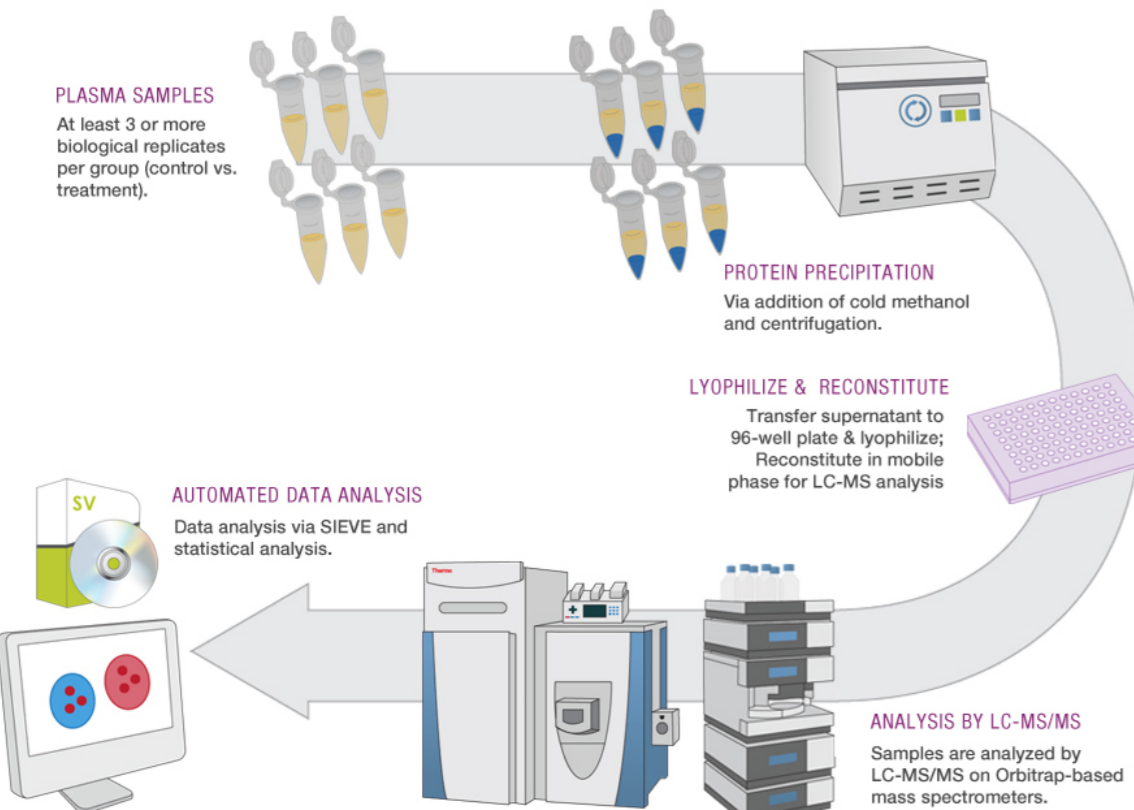 PLASMA SAMPLES
At least 3 or more
biological replicates
per group (control vs.
treatment).
PROTEIN PRECIPITATION
Via addition of cold methanol
and centrifugation.
LYOPHILIZE & RECONSTITUTE
Transfer supernatant to
96-well plate & lyophilize;
Reconstitute in mobile
phase for LC-MS analysis
ANALYSIS BY LC-MS/MS
Samples are analyzed by
LC-MS/MS on Orbitrap-based
mass spectrometers.
Thermo
AUTOMATED DATA ANALYSIS
Data analysis via SIEVE and
statistical analysis.
SV